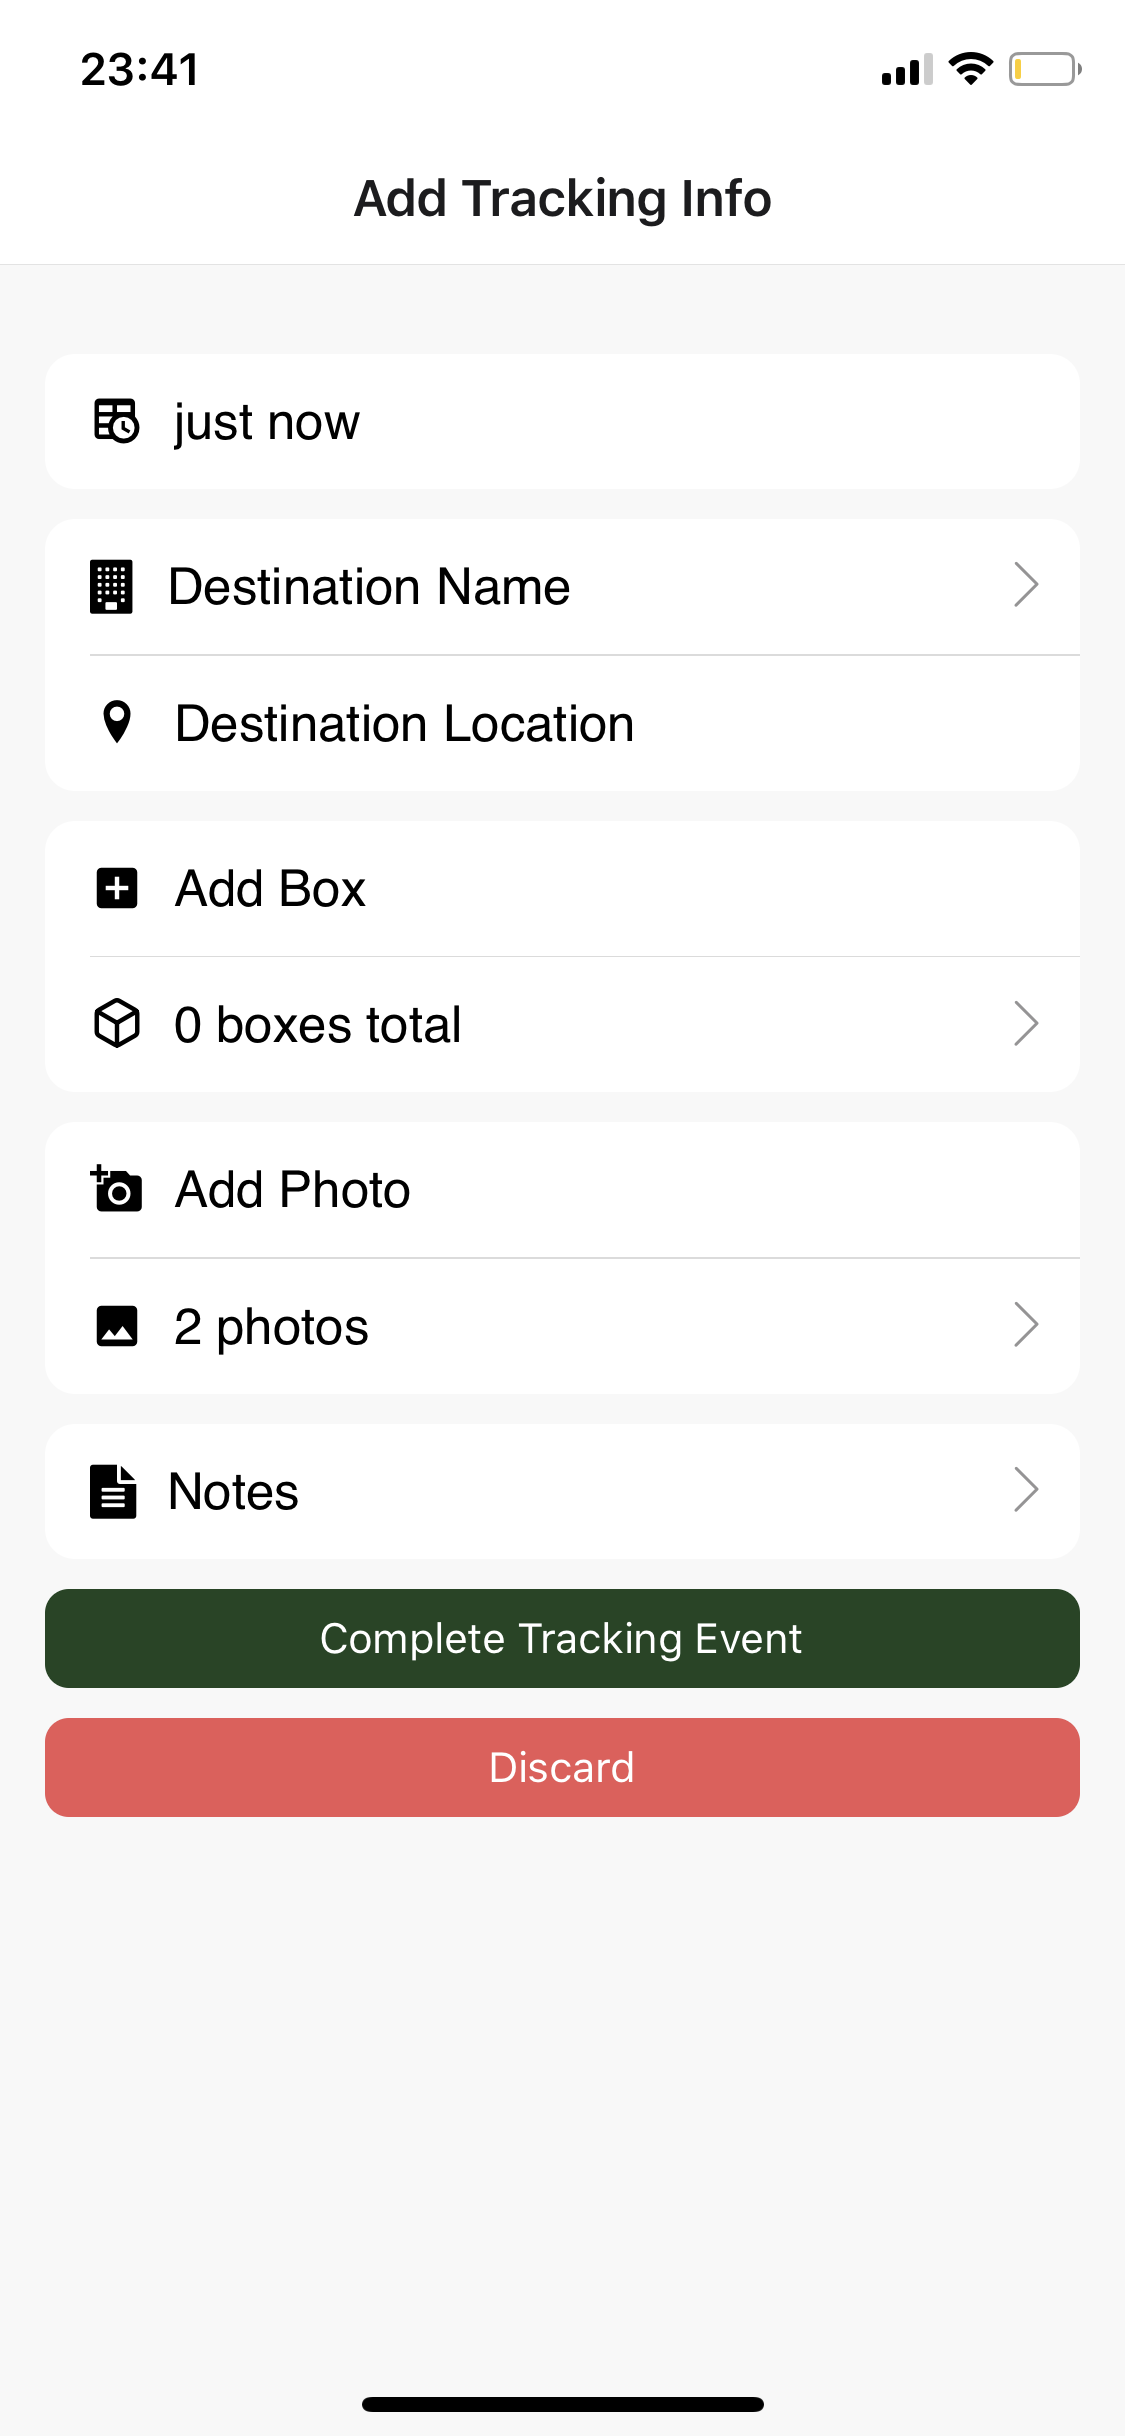 23:41
Add Tracking Info
just now
Destination Name
Destination Location
Add Box
0 boxes total
Add Photo
2 photos
Notes
Complete Tracking Event
Discard